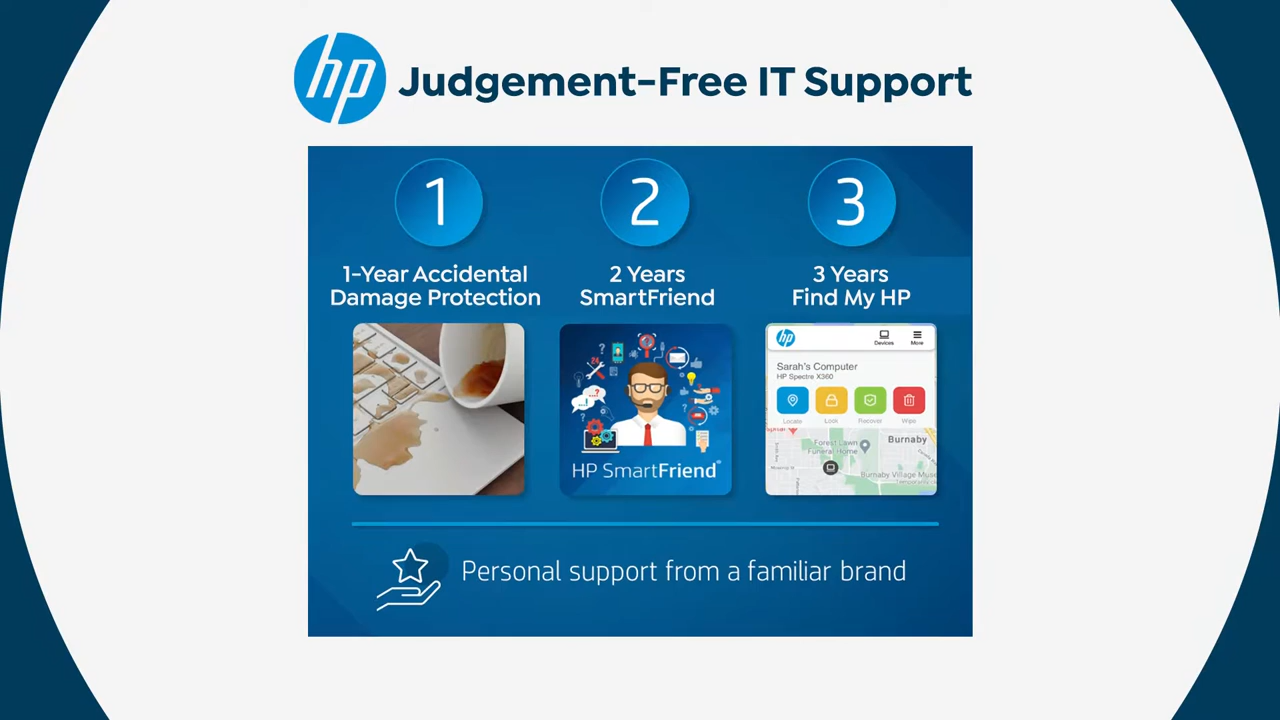 hp Judgement-Free IT Support
1 2 3
1-Year Accidental
Damage Protection
2 Years
SmartFriend
3 Years
Find My HP
24
HP SmartFriend
hp
Devices
More
Sarah's Computer
HP Spectre X360
Locate Lock Recover Wipe
Forest Lawn
Funeral Home
Burnaby
Burnaby Village Muse
Personal support from a familiar brand